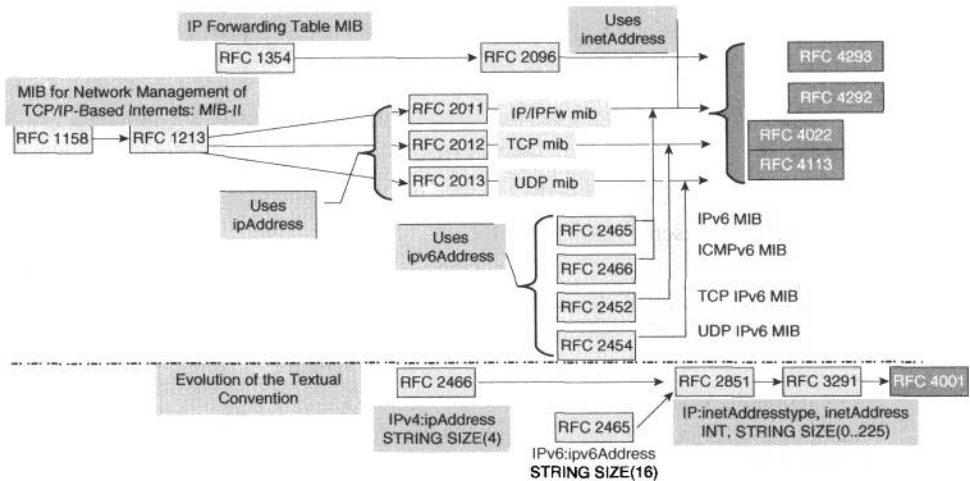 IP Forwarding Table MIB
Uses
inetAddress
RFC 1354
RFC 2096
RFC 4293
MIB for Network Management of
TCP/IP-Based Internets: MIB-II
RFC 4292
RFC 2011
IP/IPFw mib
RFC 1158
RFC 1213
RFC 4022
RFC 2012
TCP mib
RFC 4113
RFC 2013
UDP mib
Uses
ipAddress
Uses
ipv6Address
RFC 2465
IPv6 MIB
RFC 2466
ICMPv6 MIB
RFC 2452
TCP IPv6 MIB
RFC 2454
UDP IPv6 MIB
Evolution of the Textual
Convention
RFC 2466
RFC 2851
RFC 3291
RFC 4001
IPv4:ipAddress
STRING SIZE(4)
RFC 2465
IP:inetAddresstype, inetAddress
INT, STRING SIZE(0..225)
IPv6:ipv6Address
STRING SIZE(16)